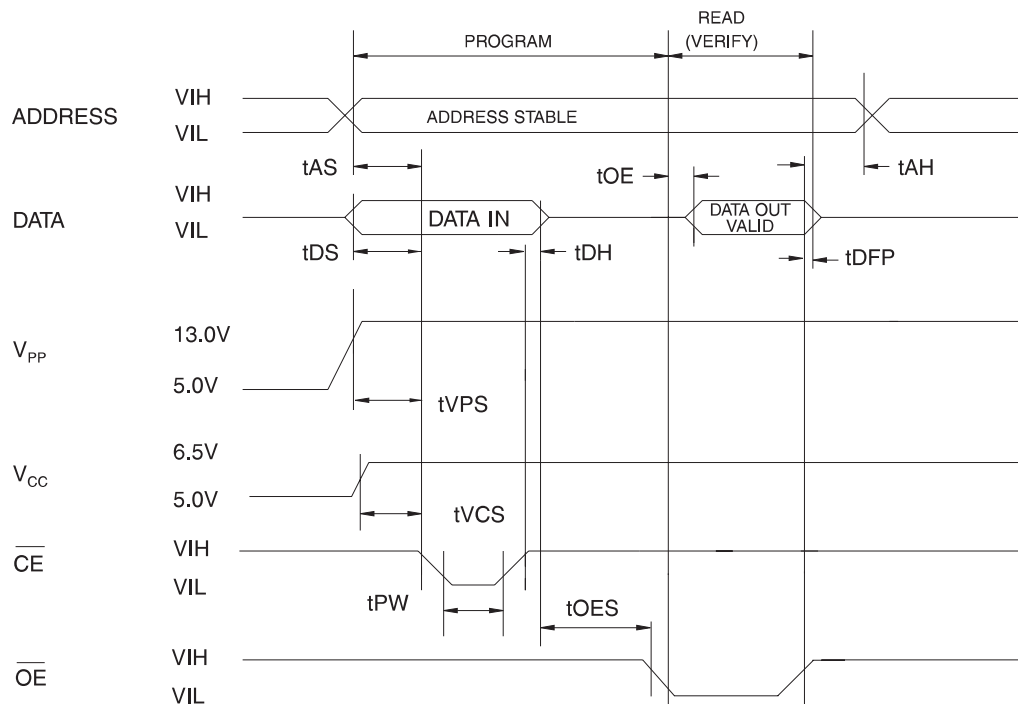 READ
PROGRAM
(VERIFY)
ADDRESS
VIH
VIL
ADDRESS STABLE
tAS
tOE
tAH
DATA
VIH
VIL
DATA IN
DATA OUT
VALID
tDS
tDH
tDFP
VPP
13.0V
5.0V
tVPS
VCC
6.5V
5.0V
tVCS
CE
VIH
VIL
tPW
tOES
OE
VIH
VIL